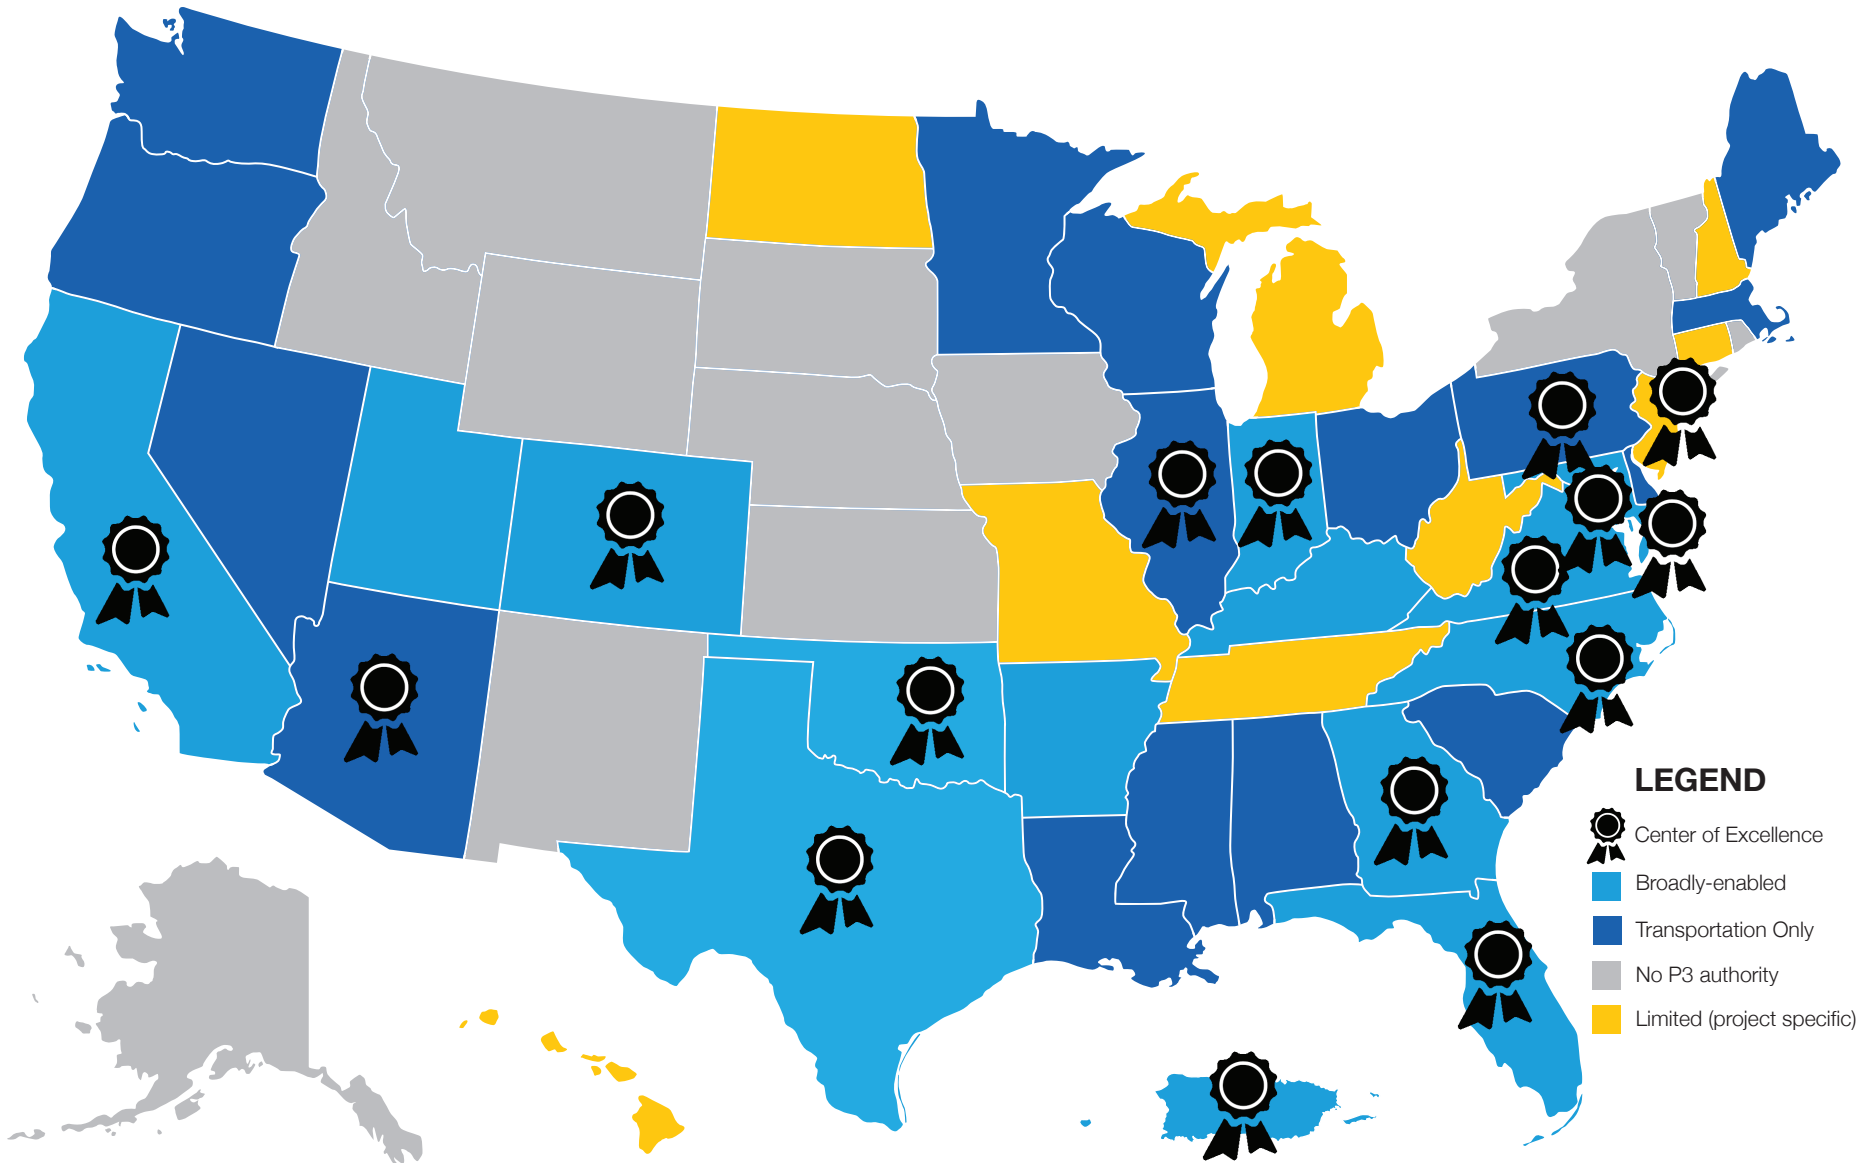 LEGEND
Center of Excellence
Broadly-enabled
Transportation Only
No P3 authority
Limited (project specific)